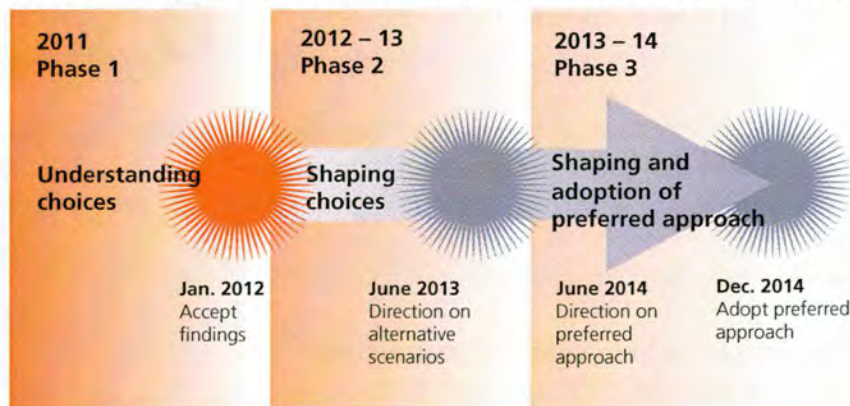 2011
Phase 1
2012 – 13
Phase 2
2013 – 14
Phase 3
Understanding
choices
Shaping
choices
Shaping and
adoption of
preferred approach
Jan. 2012
Accept
findings
June 2013
Direction on
alternative
scenarios
June 2014
Direction on
preferred
approach
Dec. 2014
Adopt preferred
approach